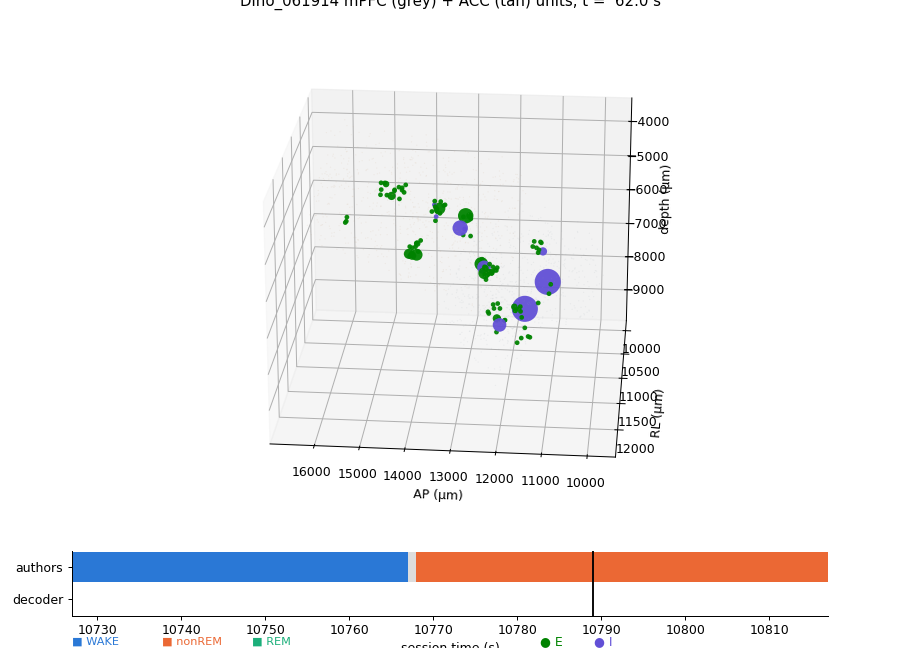 Dino_061914 mPFC (grey) + ACC (tan) units, t = 62.0 s
4000
5000
6000
7000
8000
9000
depth (μm)
10000
10500
11000
11500
12000
RL (μm)
16000 15000 14000 13000 12000 11000 10000
AP (μm)
authors
decoder
10730 10740 10750 10760 10770 10780 10790 10800 10810
session time (s)
WAKE nonREM REM E I